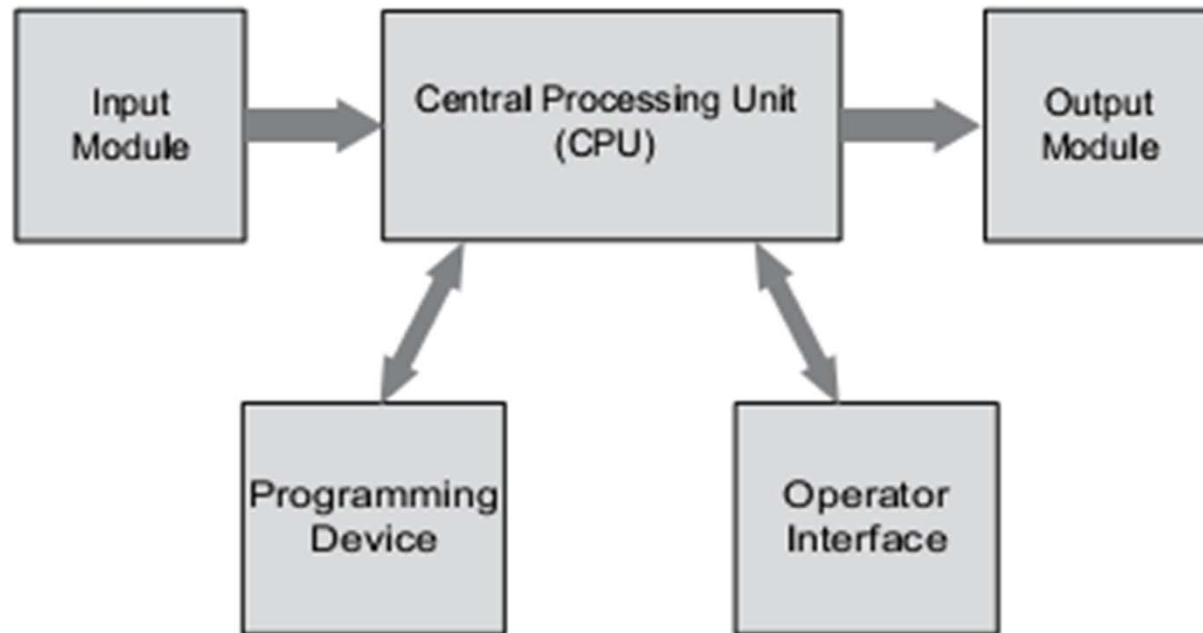 Input
Module
Central Processing Unit
(CPU)
Output
Module
Programming
Device
Operator
Interface